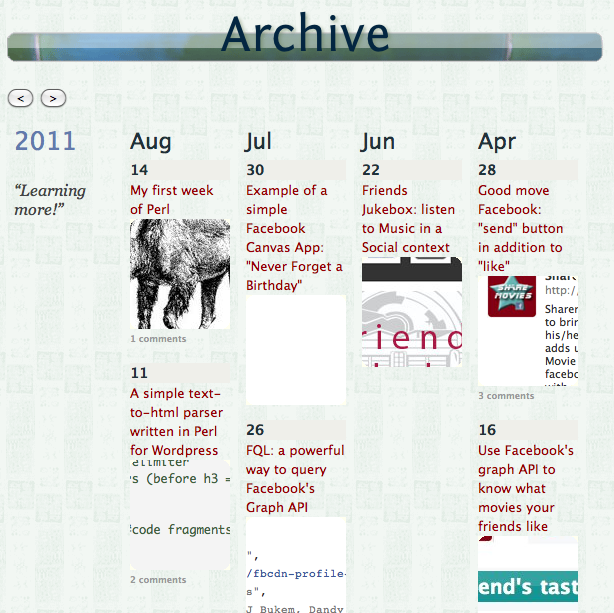 Archive
< >
2011
“Learning
more!”
Aug
14
My first week
of Perl
1 comments
11
A simple text-
to-html parser
written in Perl
for Wordpress
elimiter
s (before h3 =
#code fragments
2 comments
Jul
30
Example of a
simple
Facebook
Canvas App:
"Never Forget a
Birthday"
26
FQL: a powerful
way to query
Facebook's
Graph API
",
/fbcdn-profile-
s",
J Bukem, Dandy
Jun
22
Friends
Jukebox: listen
to Music in a
Social context
riend
Apr
28
Good move
Facebook:
"send" button
in addition to
"like"
SHARE
MOVIES
http:/
Sharer
to brin
his/he
adds u
Movie
facebo
3 comments
16
Use Facebook's
graph API to
know what
movies your
friends like
end's tast